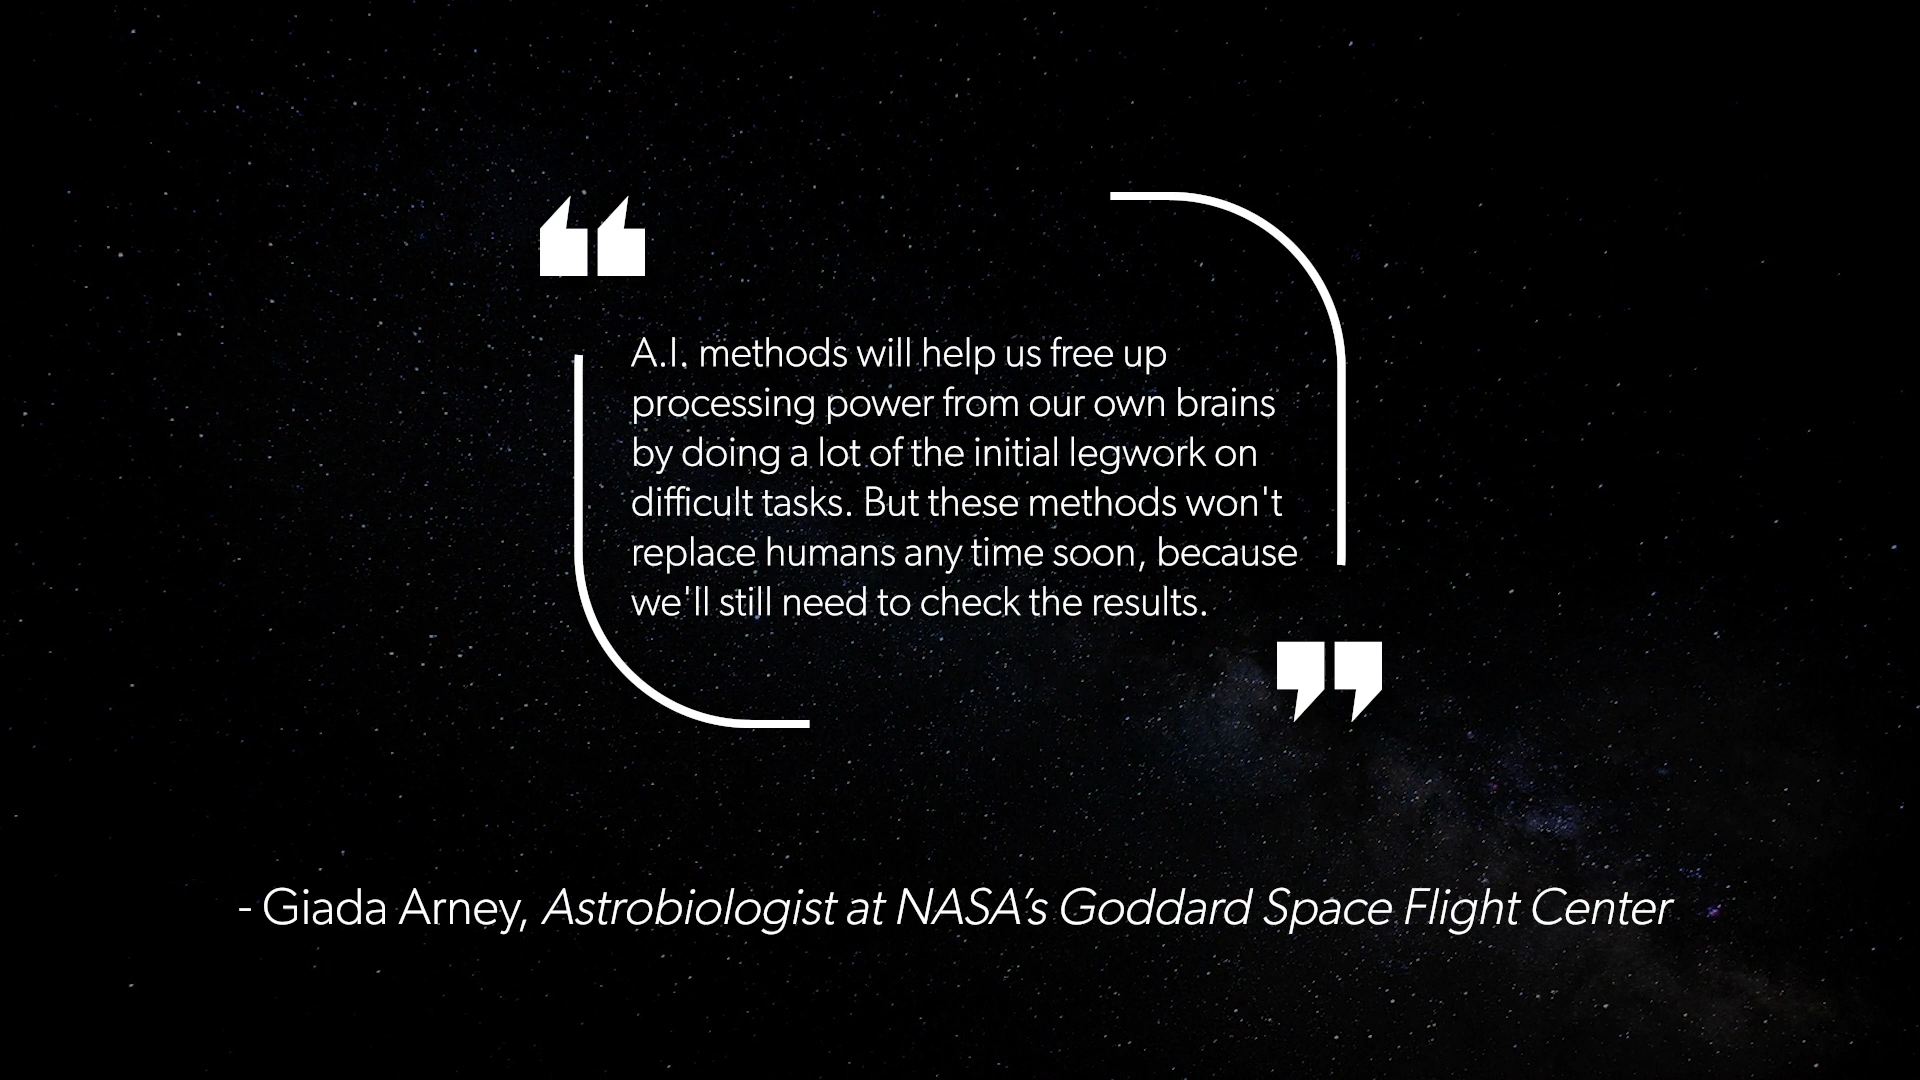 “
A.I. methods will help us free up
processing power from our own brains
by doing a lot of the initial legwork on
difficult tasks. But these methods won't
replace humans any time soon, because
we'll still need to check the results.
”
- Giada Arney, Astrobiologist at NASA’s Goddard Space Flight Center